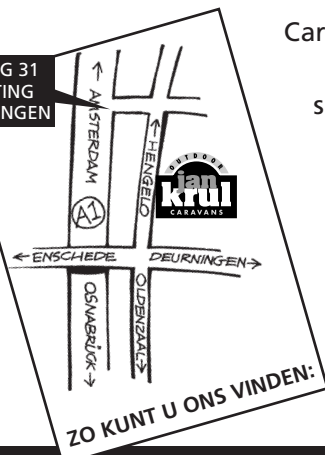 Car
S
G 31
TING
NGEN
AMSTERDAM
HENGELO
OUTDOOR
jan
krul
CARAVANS
A1
ENSCHEDE
DEURNINGEN
OSNABRÜCK
OLDENZAAL
ZO KUNT U ONS VINDEN: